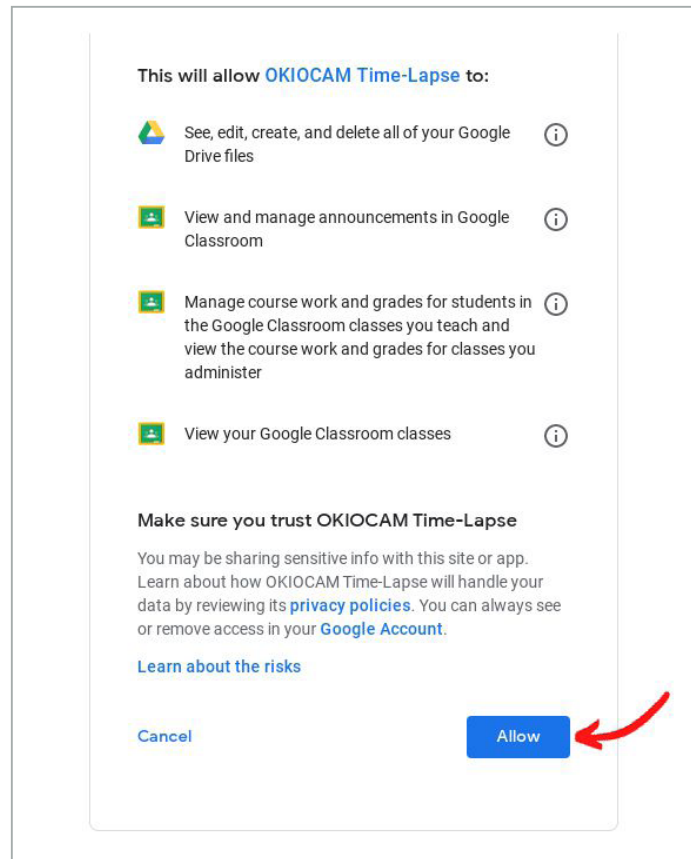 This will allow OKIOCAM Time-Lapse to:
See, edit, create, and delete all of your Google
Drive files
View and manage announcements in Google
Classroom
Manage course work and grades for students in
the Google Classroom classes you teach and
view the course work and grades for classes you
administer
View your Google Classroom classes
Make sure you trust OKIOCAM Time-Lapse
You may be sharing sensitive info with this site or app.
Learn about how OKIOCAM Time-Lapse will handle your
data by reviewing its privacy policies. You can always see
or remove access in your Google Account.
Learn about the risks
Cancel
Allow